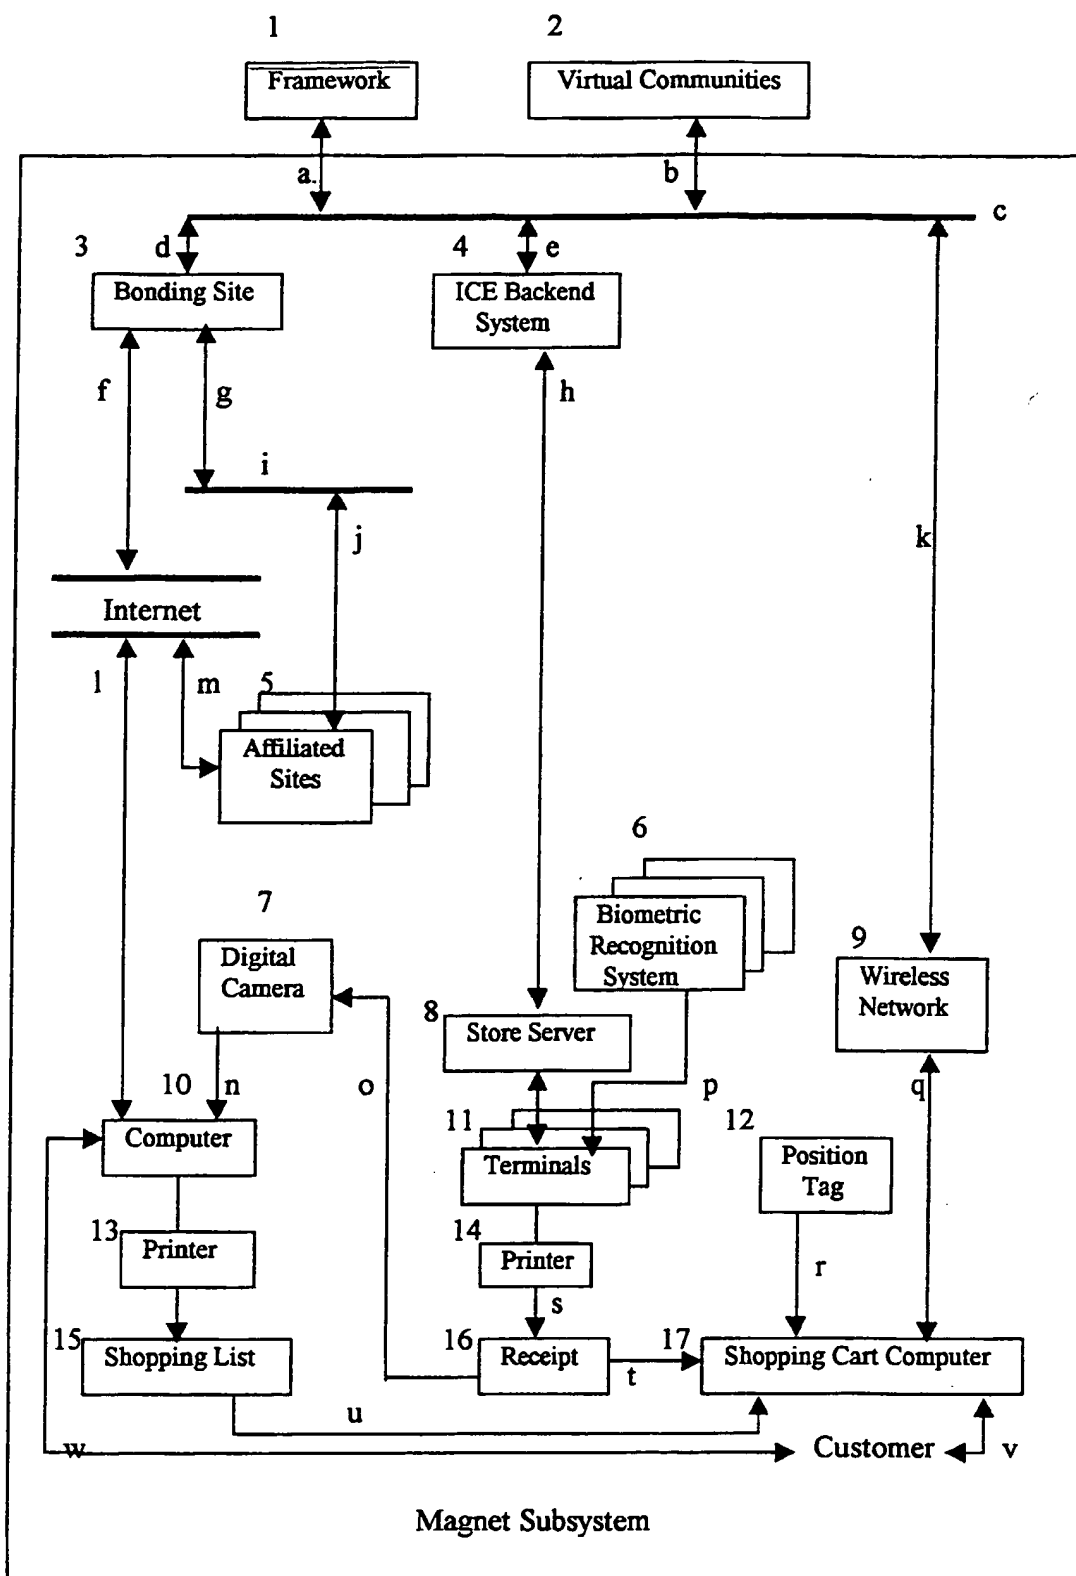 1
2
Framework
Virtual Communities
a.
b
c
3
d
4
e
Bonding Site
ICE Backend
System
f
g
h
i
j
k
Internet
l
m
5
Affiliated
Sites
6
Biometric
Recognition
System
7
Digital
Camera
9
Wireless
Network
8
Store Server
10
n
o
p
q
11
12
Computer
Terminals
Position
Tag
13
Printer
14
Printer
r
s
15
Shopping List
16
Receipt
t
17
Shopping Cart Computer
u
w
Customer
v
Magnet Subsystem